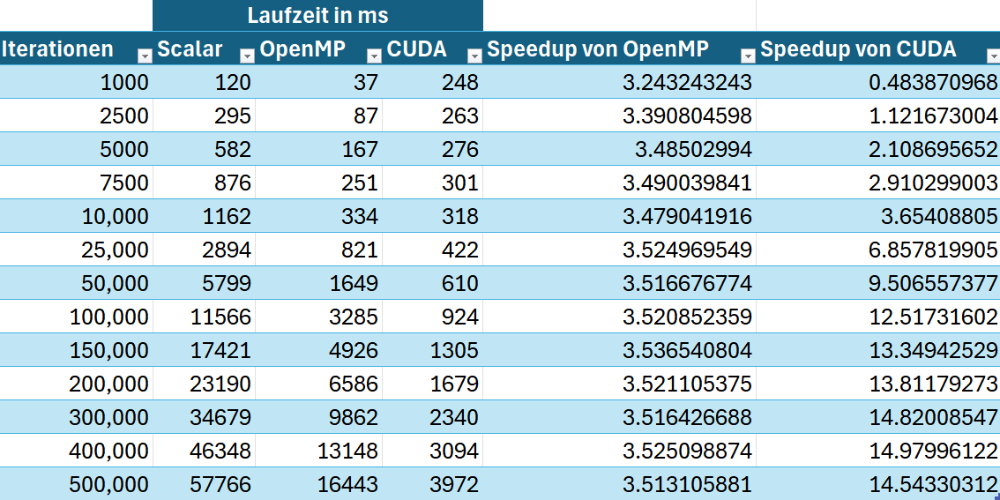 Laufzeit in ms
Iterationen Scalar OpenMP CUDA Speedup von OpenMP Speedup von CUDA
1000 120 37 248 3.243243243 0.483870968
2500 295 87 263 3.390804598 1.121673004
5000 582 167 276 3.48502994 2.108695652
7500 876 251 301 3.490039841 2.910299003
10,000 1162 334 318 3.479041916 3.65408805
25,000 2894 821 422 3.524969549 6.857819905
50,000 5799 1649 610 3.516676774 9.506557377
100,000 11566 3285 924 3.520852359 12.51731602
150,000 17421 4926 1305 3.536540804 13.34942529
200,000 23190 6586 1679 3.521105375 13.81179273
300,000 34679 9862 2340 3.516426688 14.82008547
400,000 46348 13148 3094 3.525098874 14.97996122
500,000 57766 16443 3972 3.513105881 14.54330312